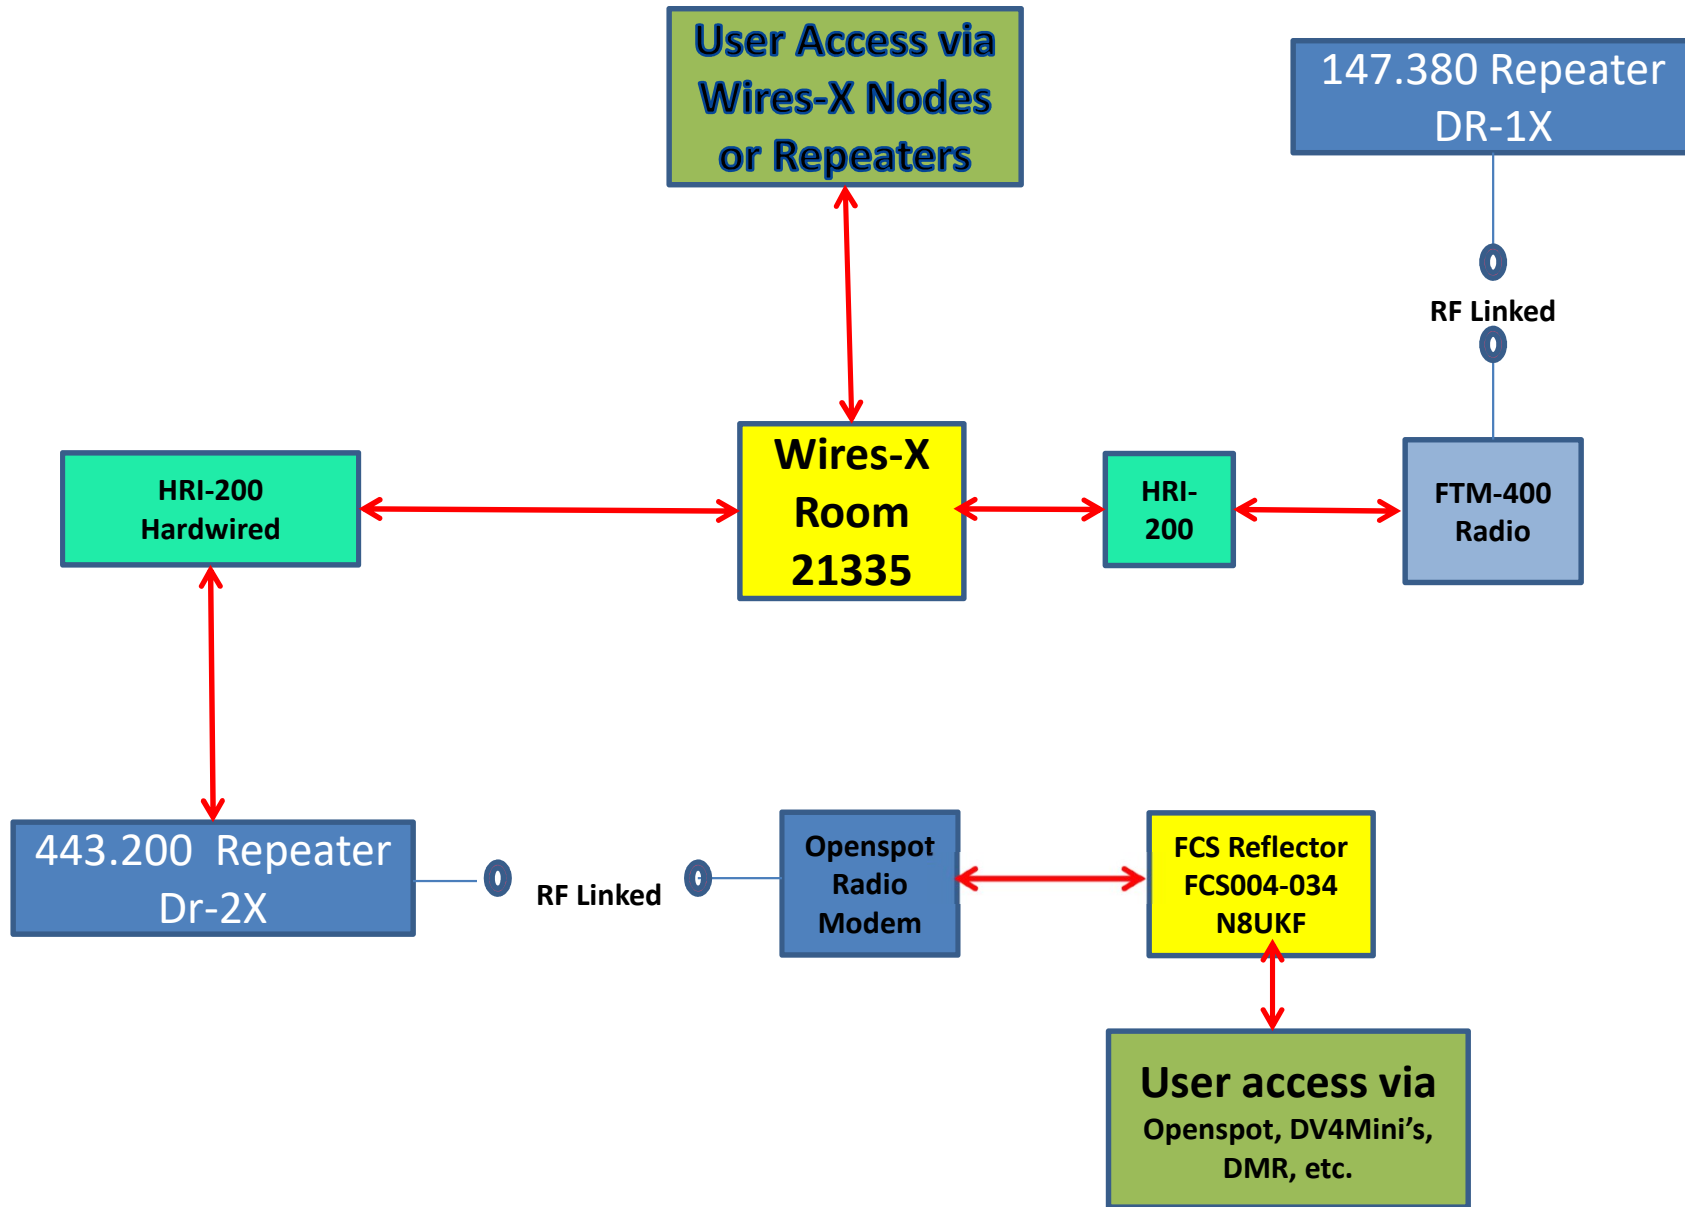 User Access via
Wires-X Nodes
or Repeaters
147.380 Repeater
DR-1X
RF Linked
HRI-200
Hardwired
Wires-X
Room
21335
HRI-
200
FTM-400
Radio
443.200  Repeater
Dr-2X
RF Linked
Openspot
Radio
Modem
FCS Reflector
FCS004-034
N8UKF
User access via
Openspot, DV4Mini’s,
DMR, etc.